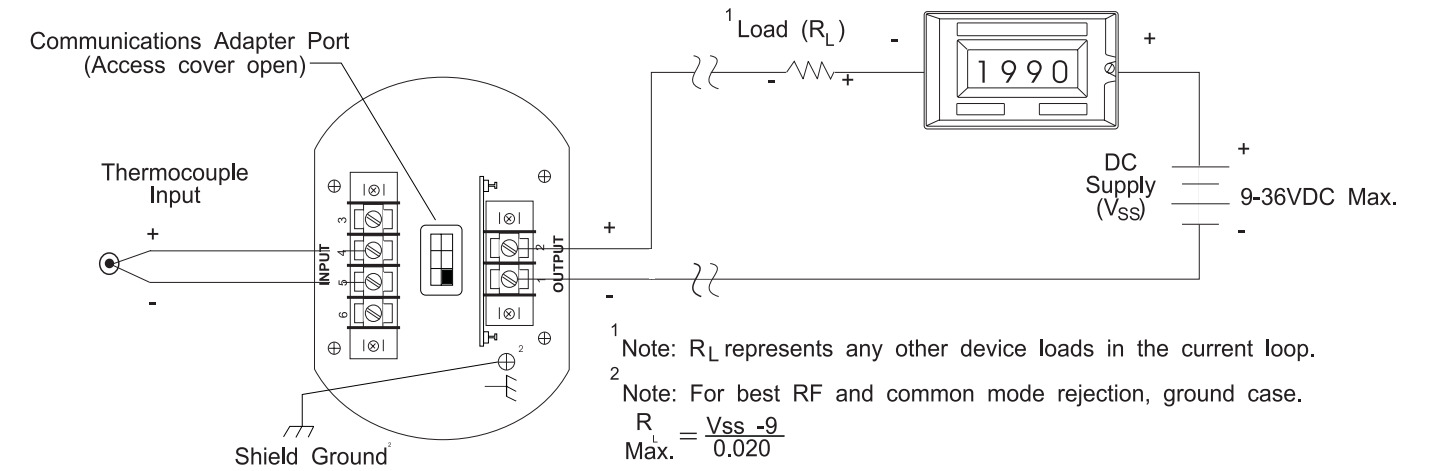 Communications Adapter Port
(Access cover open)
1 Load (RL)
- +
- +
1990
Thermocouple
Input
+
-
INPUT
3
4
5
6
OUTPUT
2
1
+
-
DC
Supply
(VSS)
+
9-36VDC Max.
-
2
Shield Ground 2
1 Note: RL represents any other device loads in the current loop.
2 Note: For best RF and common mode rejection, ground case.
RL Max. = Vss -9 / 0.020